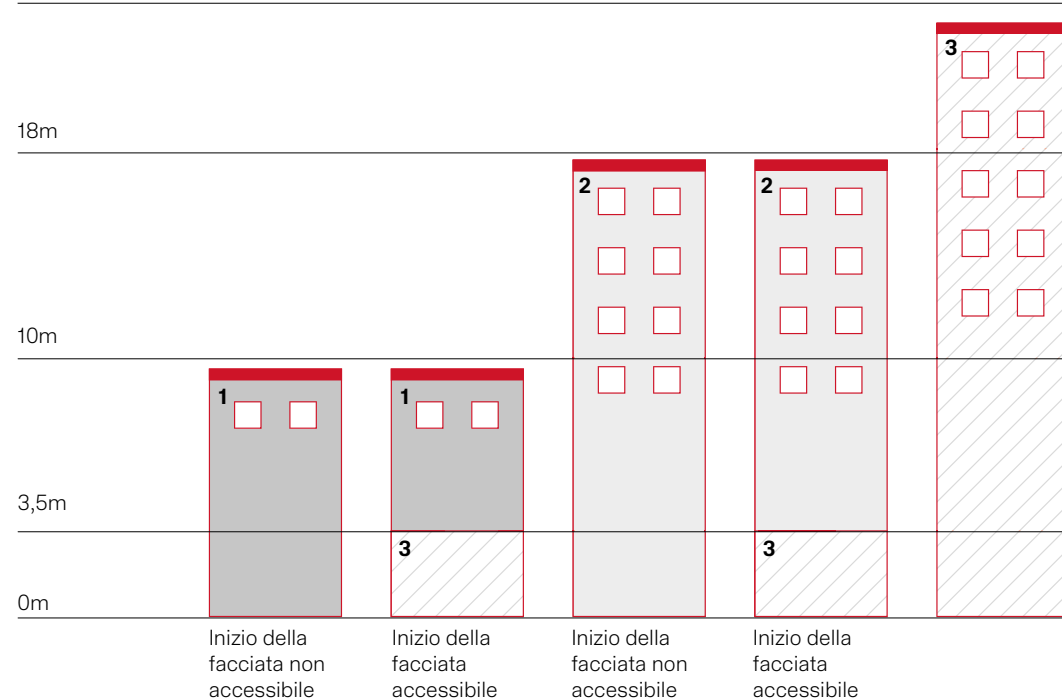 3
18m
2
2
10m
1
1
3,5m
3
3
0m
Inizio della
facciata non
accessibile
Inizio della
facciata
accessibile
Inizio della
facciata non
accessibile
Inizio della
facciata
accessibile